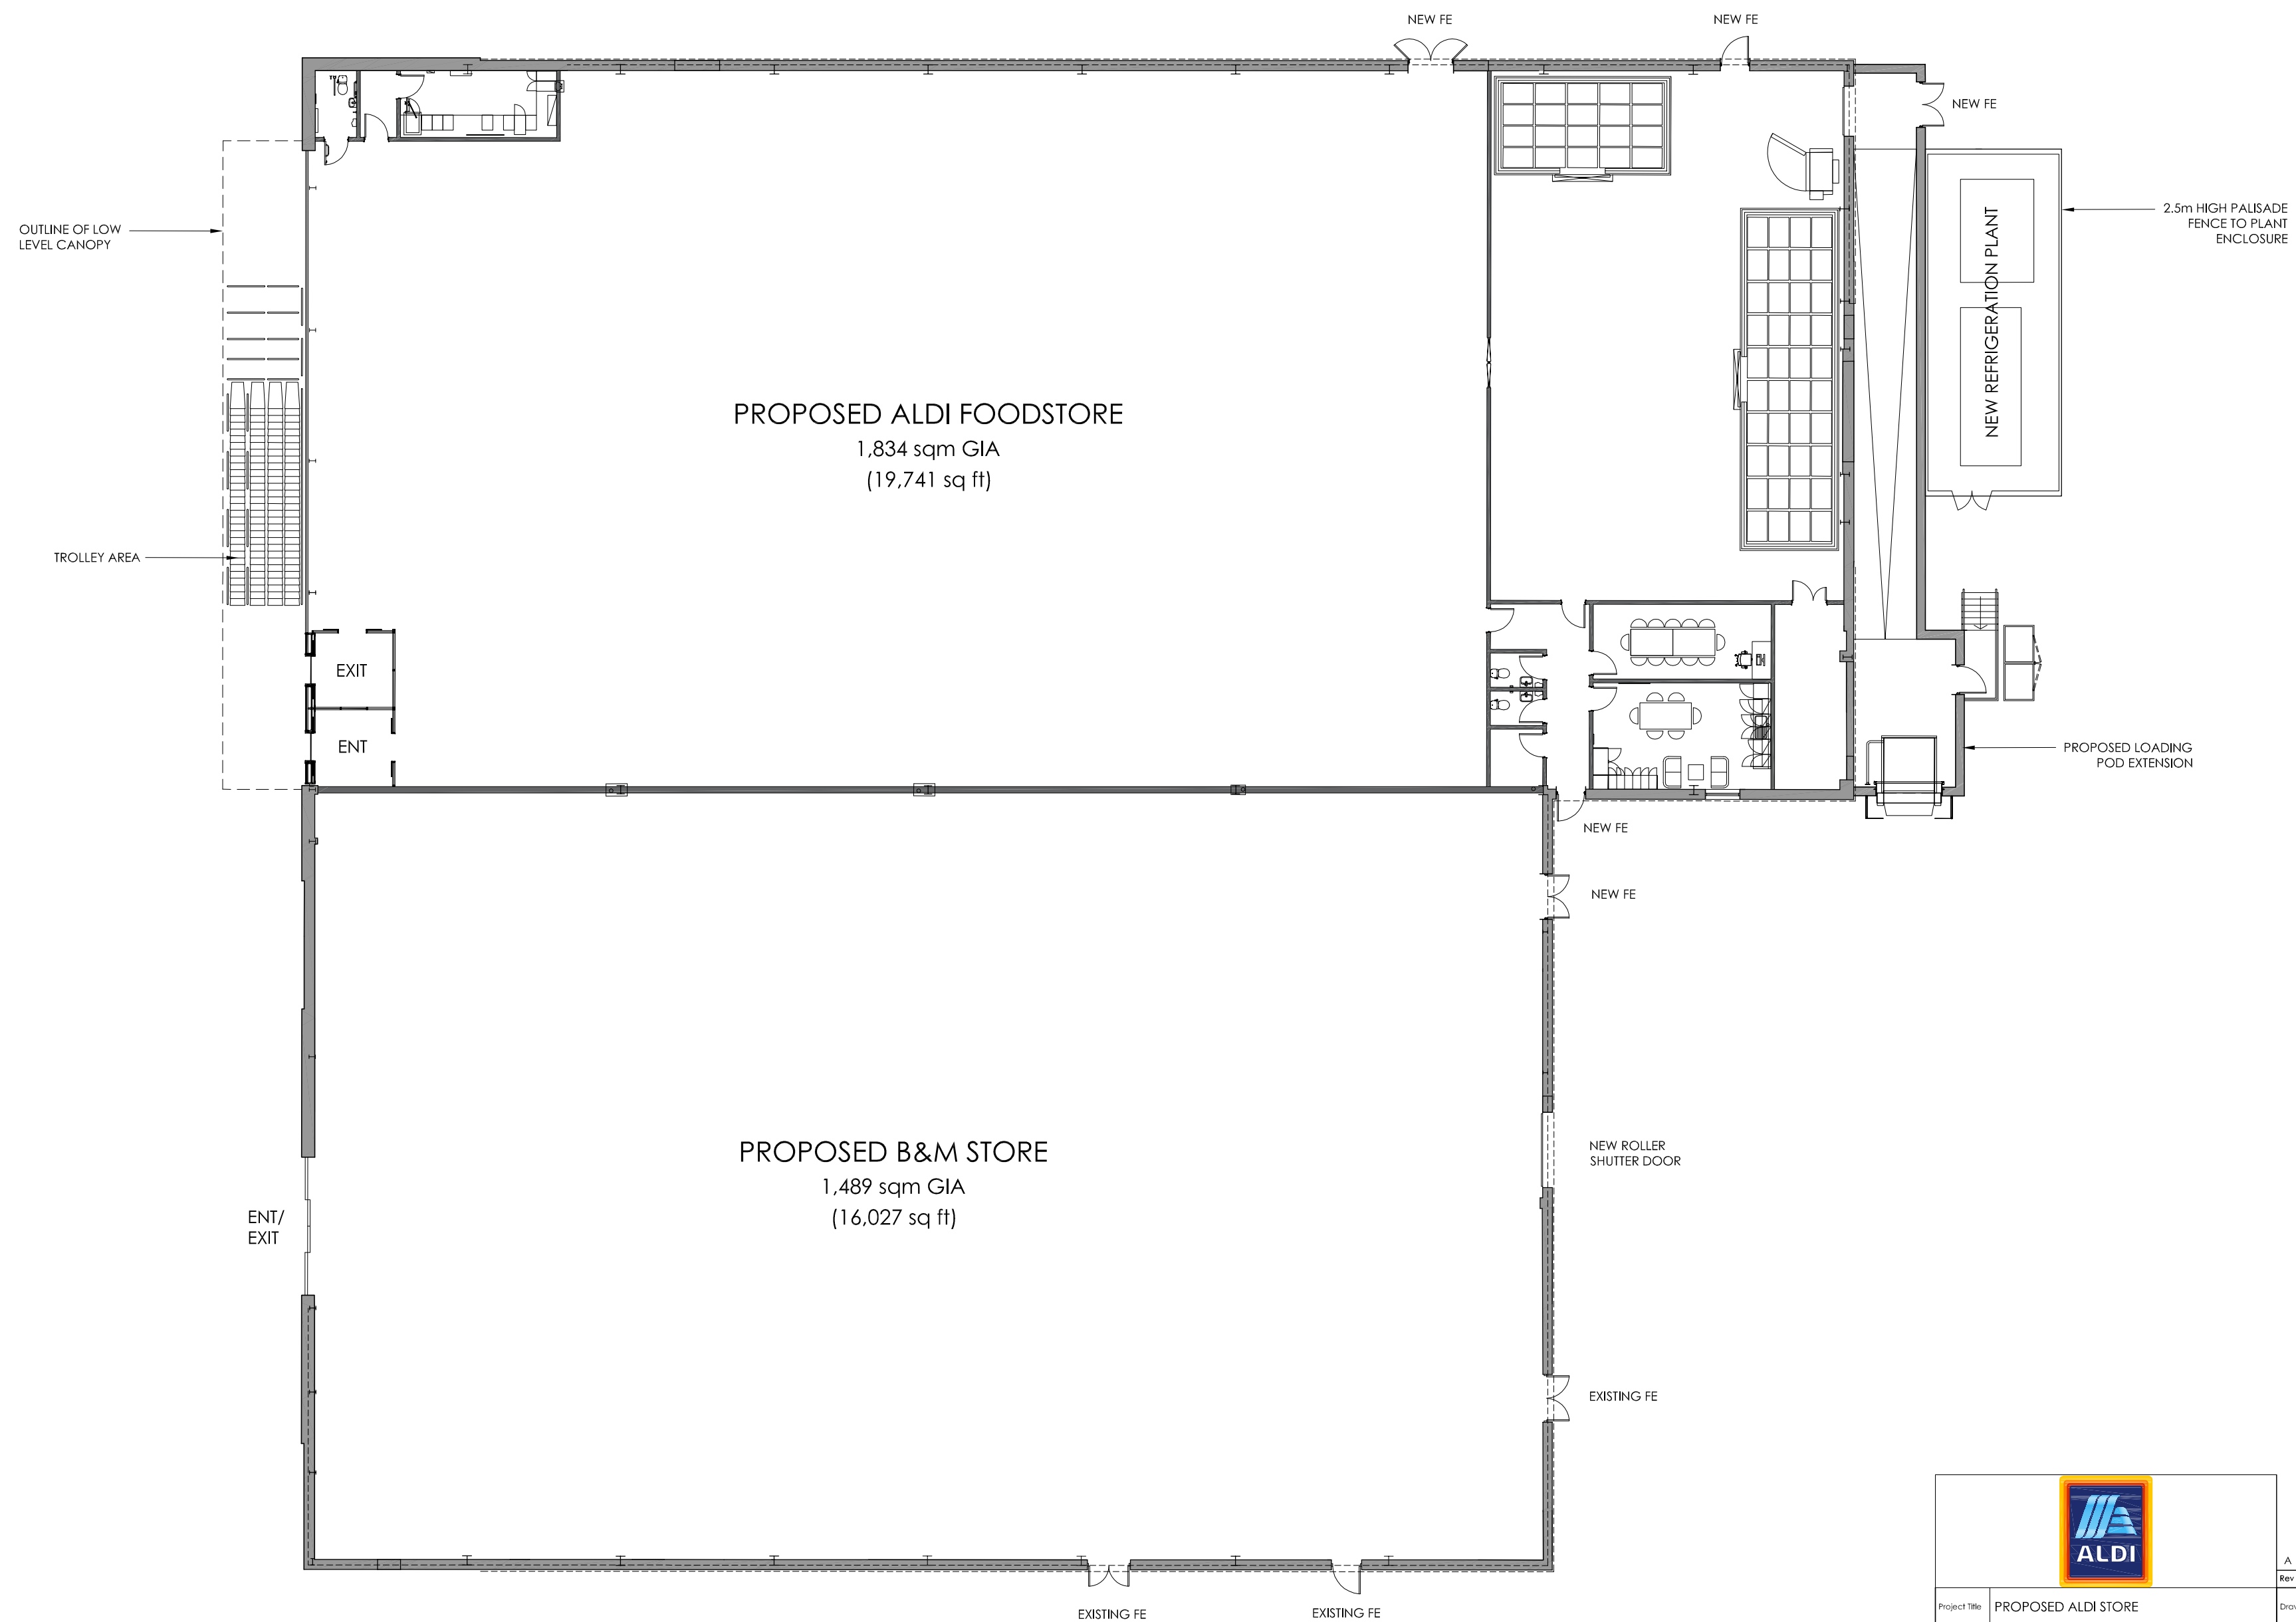 NEW FE
NEW FE
NEW FE
OUTLINE OF LOW
LEVEL CANOPY
2.5m HIGH PALISADE
FENCE TO PLANT
ENCLOSURE
NEW REFRIGERATION PLANT
PROPOSED ALDI FOODSTORE
1,834 sqm GIA
(19,741 sq ft)
TROLLEY AREA
EXIT
ENT
PROPOSED LOADING
POD EXTENSION
NEW FE
NEW FE
PROPOSED B&M STORE
1,489 sqm GIA
(16,027 sq ft)
NEW ROLLER
SHUTTER DOOR
ENT/
EXIT
EXISTING FE
EXISTING FE
EXISTING FE
ALDI
A
Rev
Project Title
PROPOSED ALDI STORE